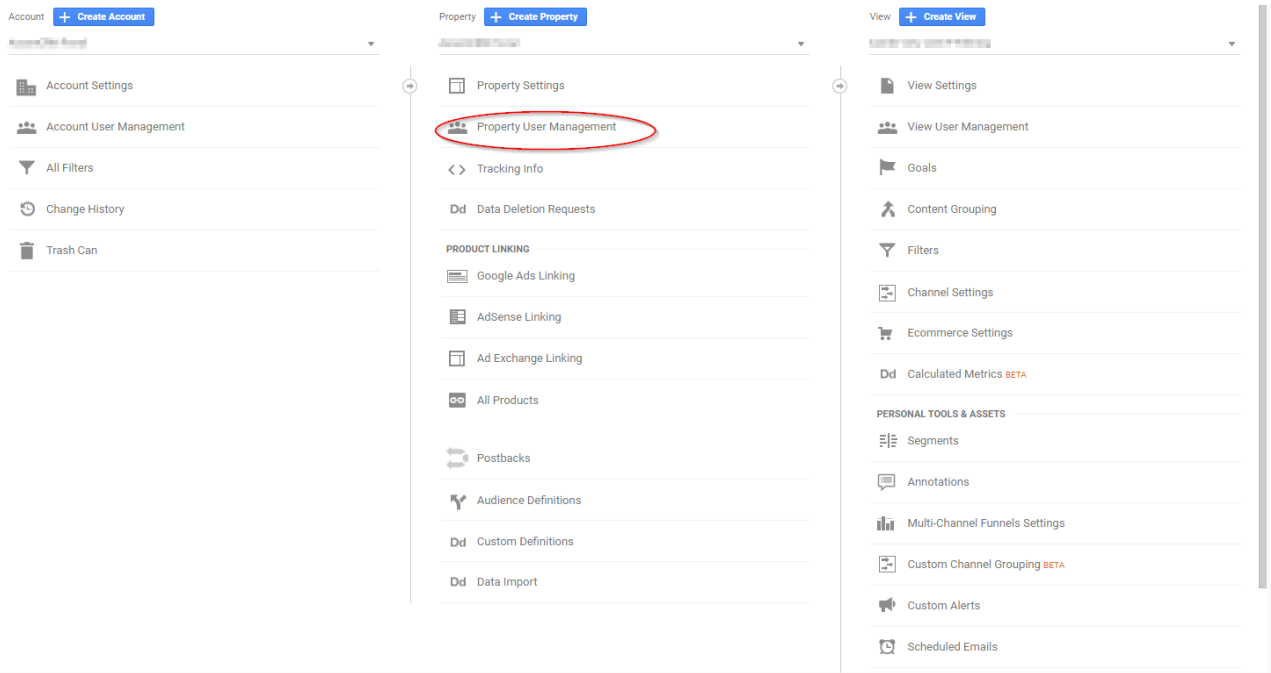 Account
Create Account
Account Settings
Account User Management
All Filters
Change History
Trash Can
Property
Create Property
Property Settings
Property User Management
Tracking Info
Dd Data Deletion Requests
PRODUCT LINKING
Google Ads Linking
AdSense Linking
Ad Exchange Linking
All Products
Postbacks
Audience Definitions
Dd Custom Definitions
Dd Data Import
View
Create View
View Settings
View User Management
Goals
Content Grouping
Filters
Channel Settings
Ecommerce Settings
Dd Calculated Metrics BETA
PERSONAL TOOLS & ASSETS
Segments
Annotations
Multi-Channel Funnels Settings
Custom Channel Grouping BETA
Custom Alerts
Scheduled Emails